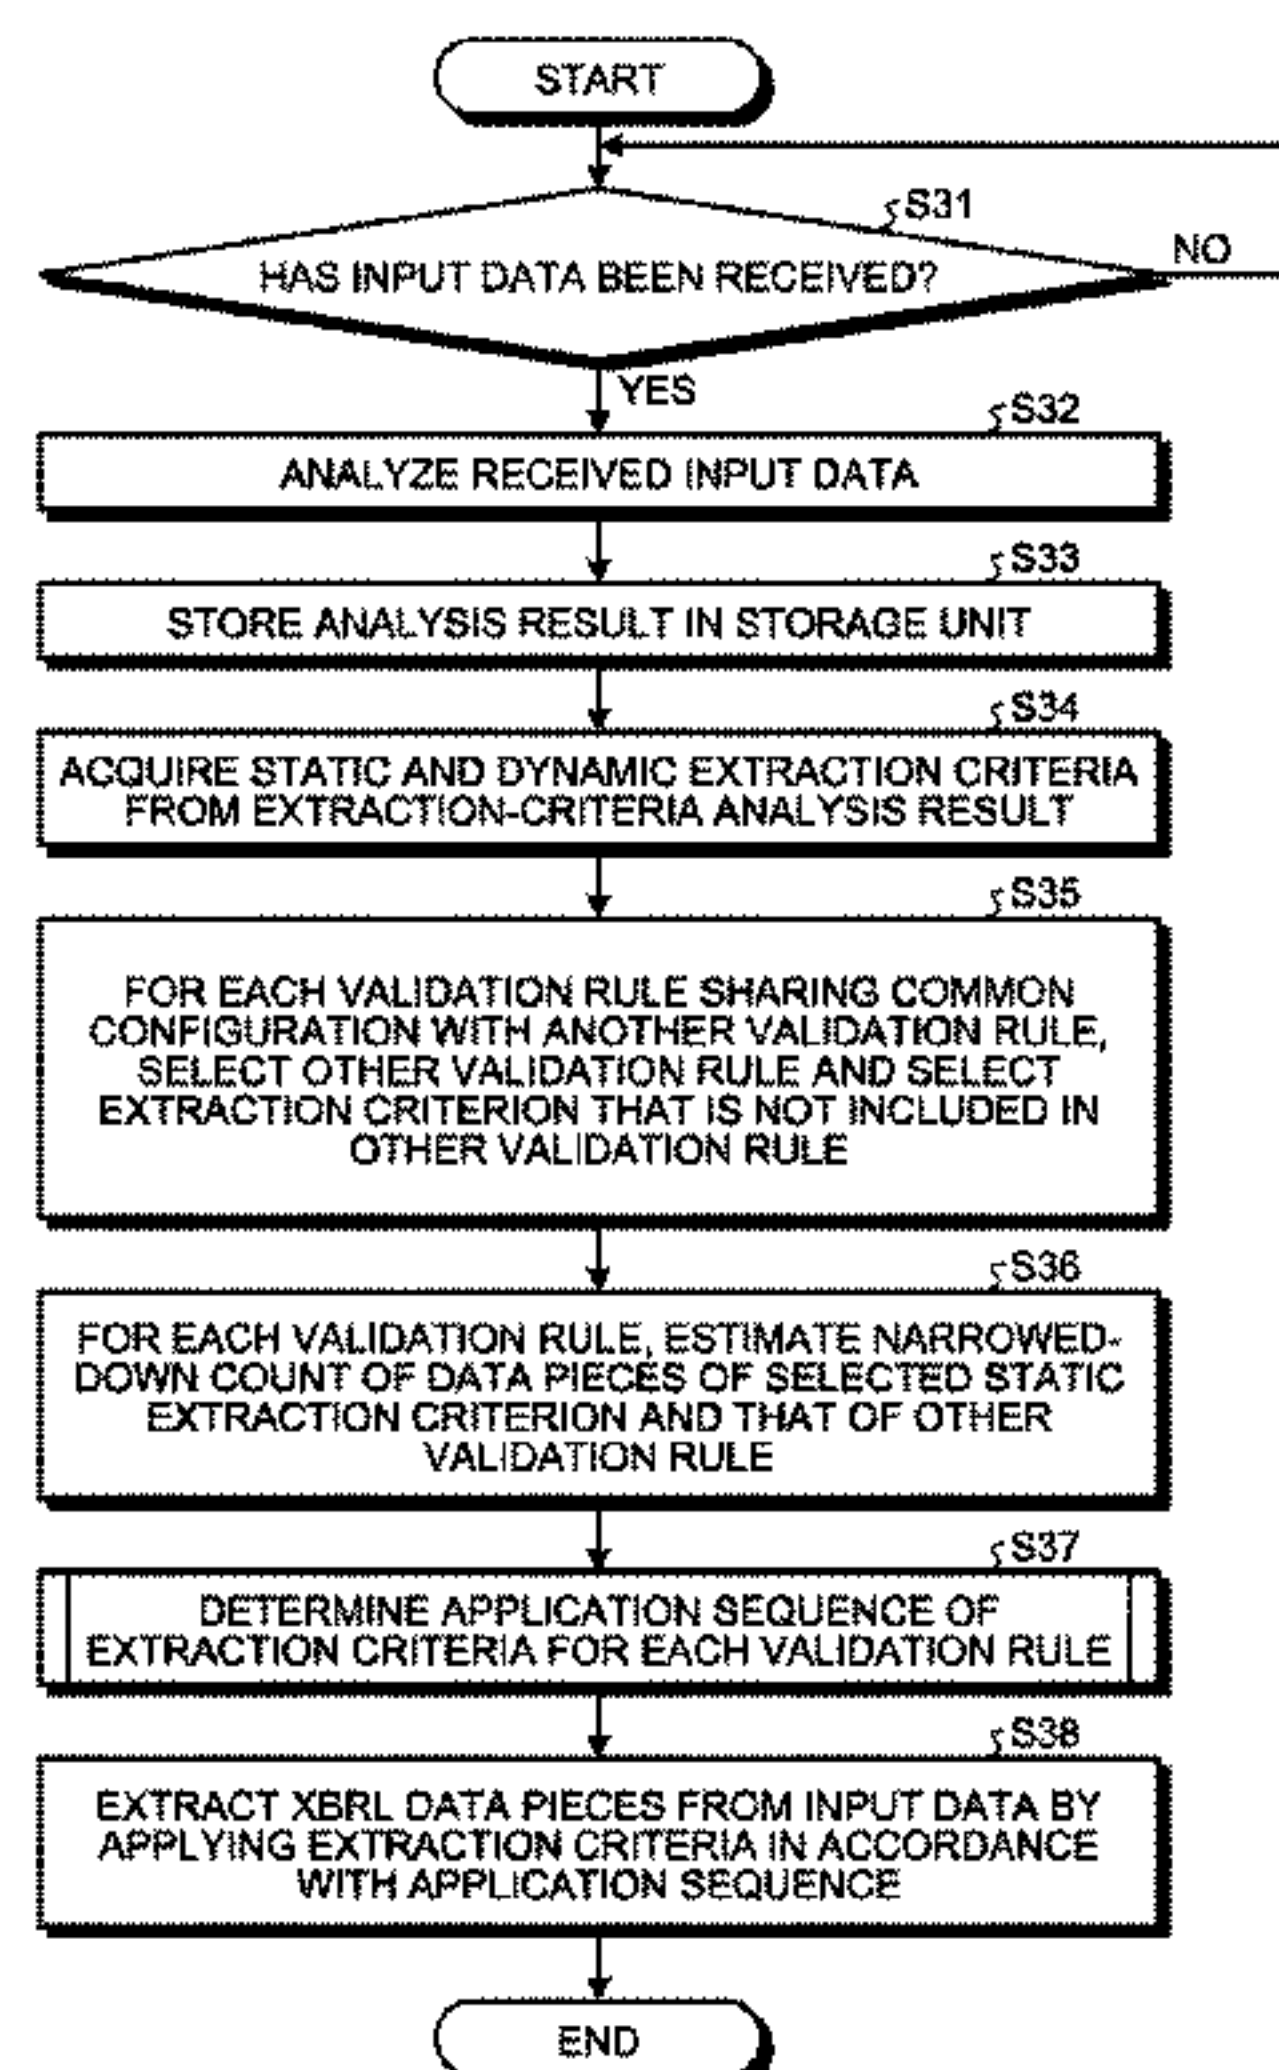 START
S31
HAS INPUT DATA BEEN RECEIVED?
NO
YES
S32
ANALYZE RECEIVED INPUT DATA
S33
STORE ANALYSIS RESULT IN STORAGE UNIT
S34
ACQUIRE STATIC AND DYNAMIC EXTRACTION CRITERIA
FROM EXTRACTION-CRITERIA ANALYSIS RESULT
S35
FOR EACH VALIDATION RULE SHARING COMMON
CONFIGURATION WITH ANOTHER VALIDATION RULE,
SELECT OTHER VALIDATION RULE AND SELECT
EXTRACTION CRITERION THAT IS NOT INCLUDED IN
OTHER VALIDATION RULE
S36
FOR EACH VALIDATION RULE, ESTIMATE NARROWED-
DOWN COUNT OF DATA PIECES OF SELECTED STATIC
EXTRACTION CRITERION AND THAT OF OTHER
VALIDATION RULE
S37
DETERMINE APPLICATION SEQUENCE OF
EXTRACTION CRITERIA FOR EACH VALIDATION RULE
S38
EXTRACT XBRL DATA PIECES FROM INPUT DATA BY
APPLYING EXTRACTION CRITERIA IN ACCORDANCE
WITH APPLICATION SEQUENCE
END